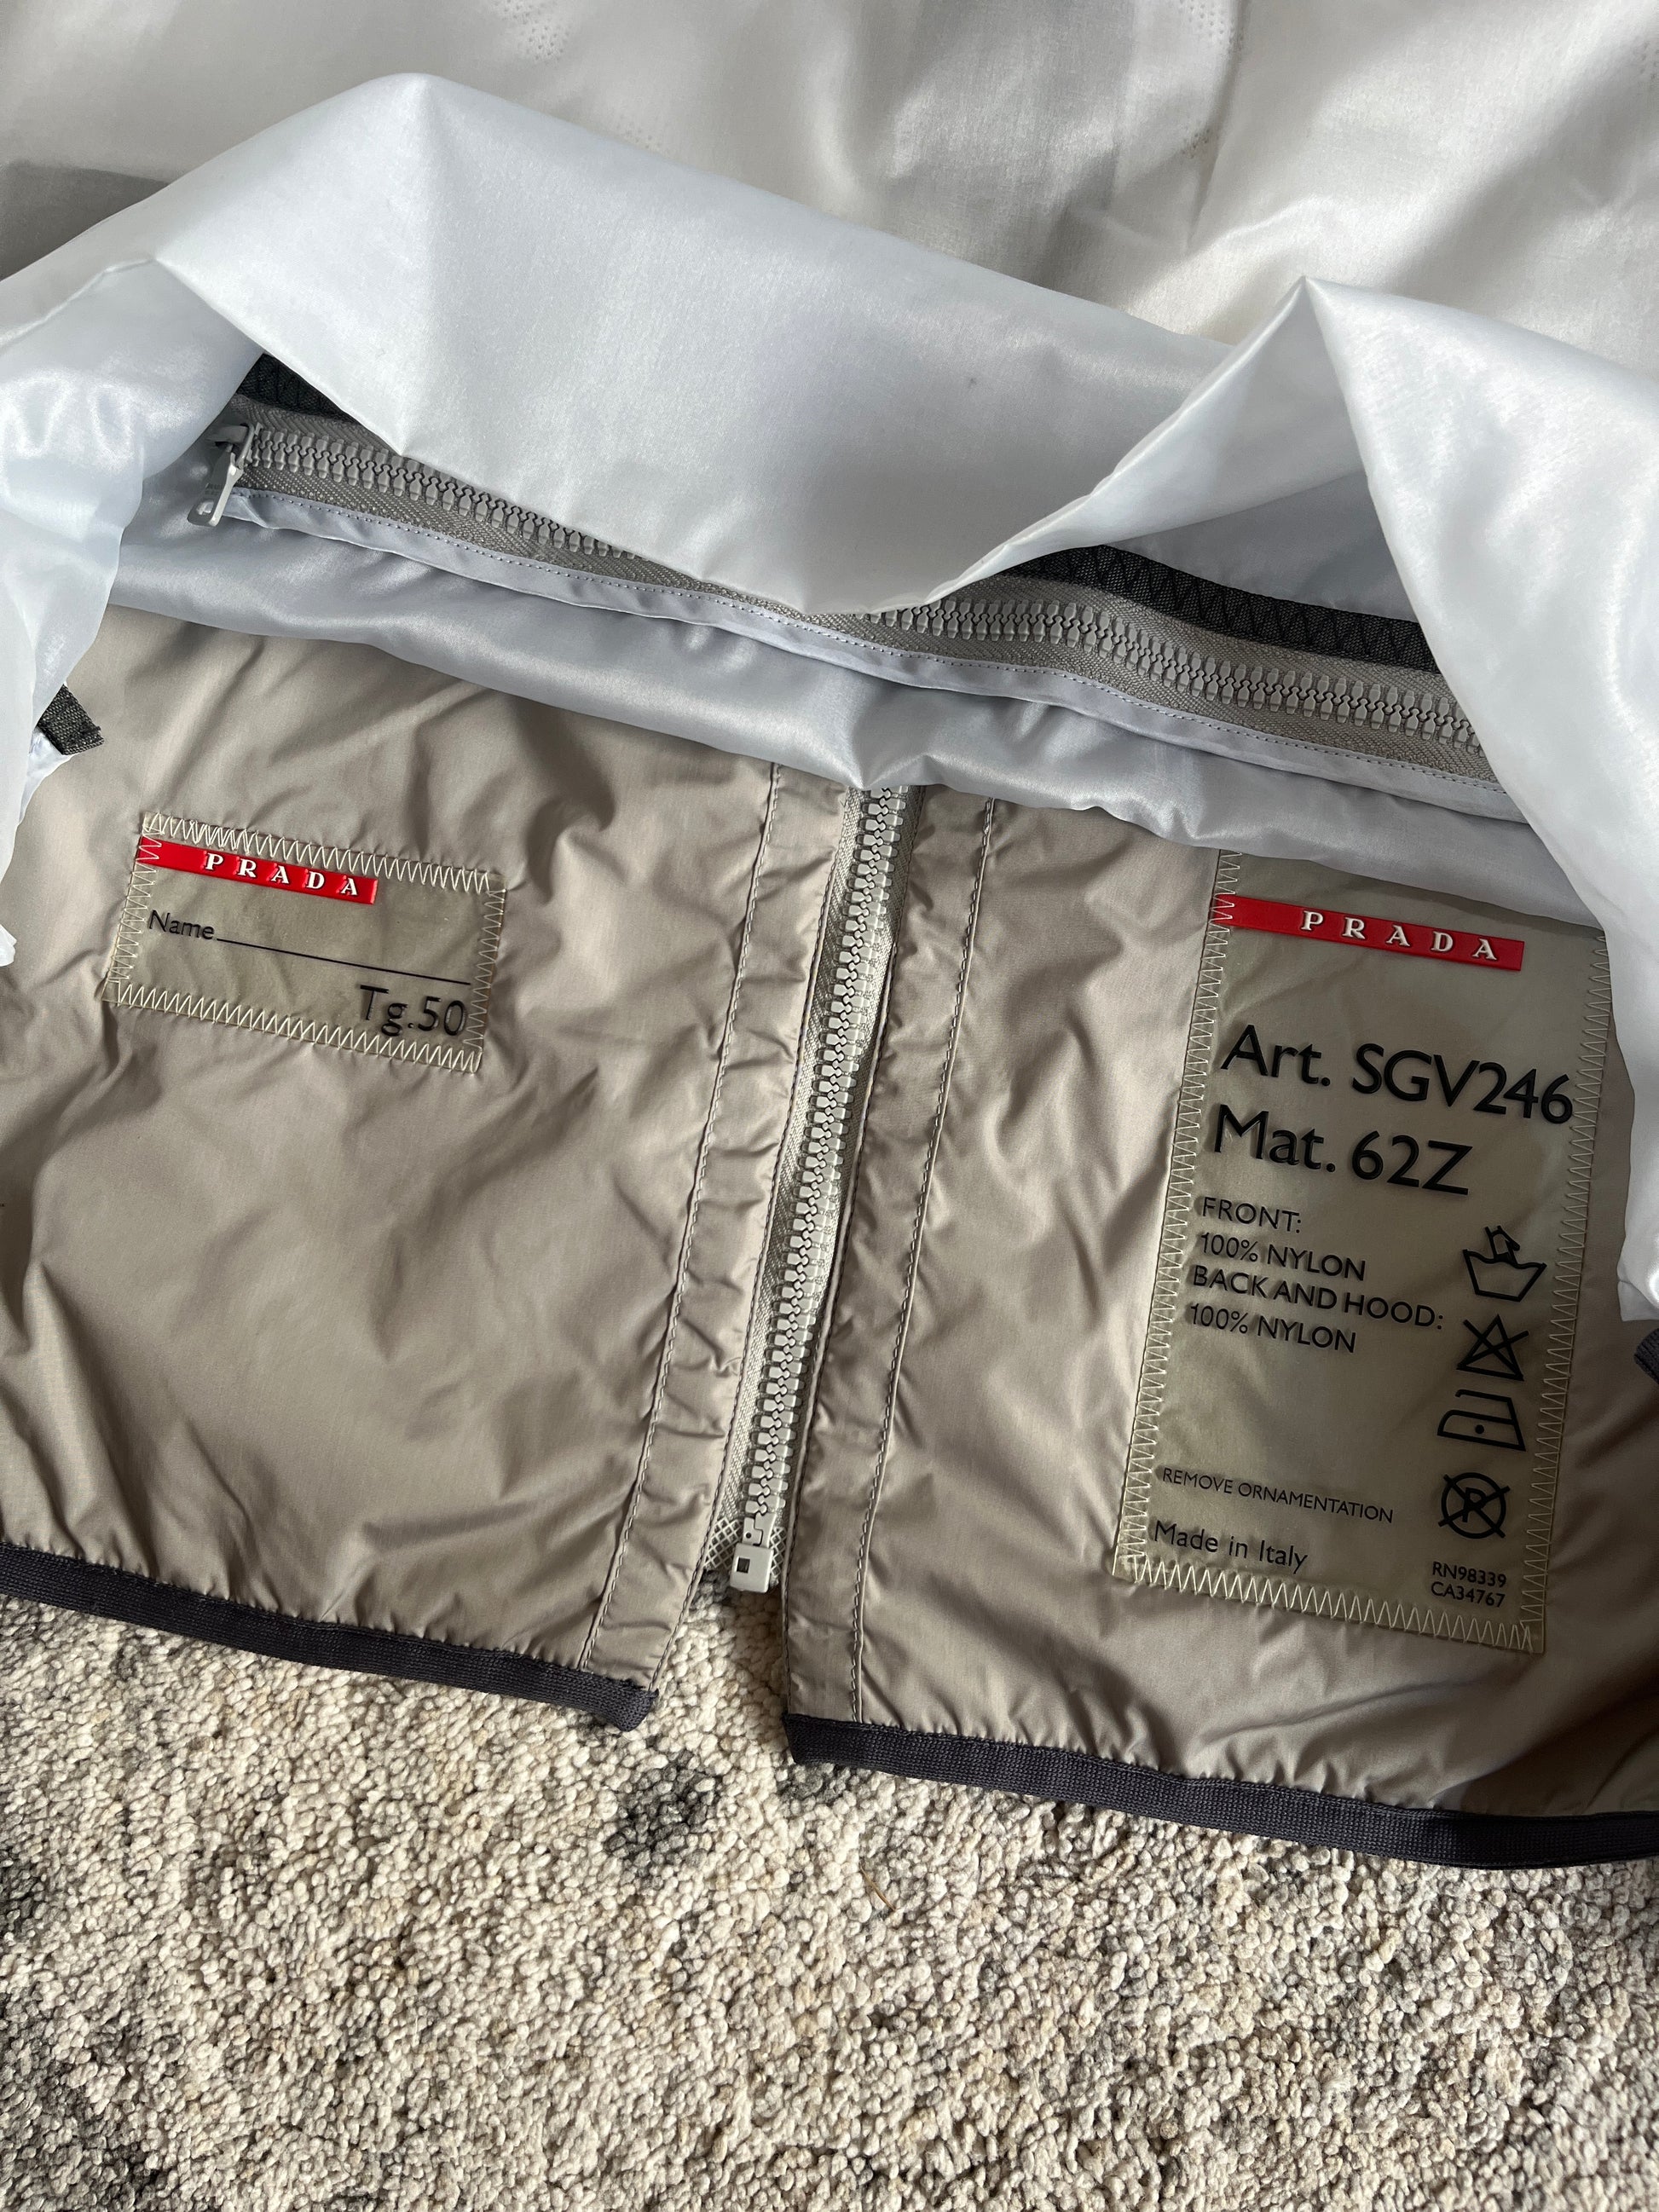 PRADA
Name
Tg.50
PRADA
Art. SGV246
Mat. 62Z
FRONT:
100% NYLON
BACK AND HOOD:
100% NYLON
REMOVE ORNAMENTATION
Made in Italy
RN98339
CA34767